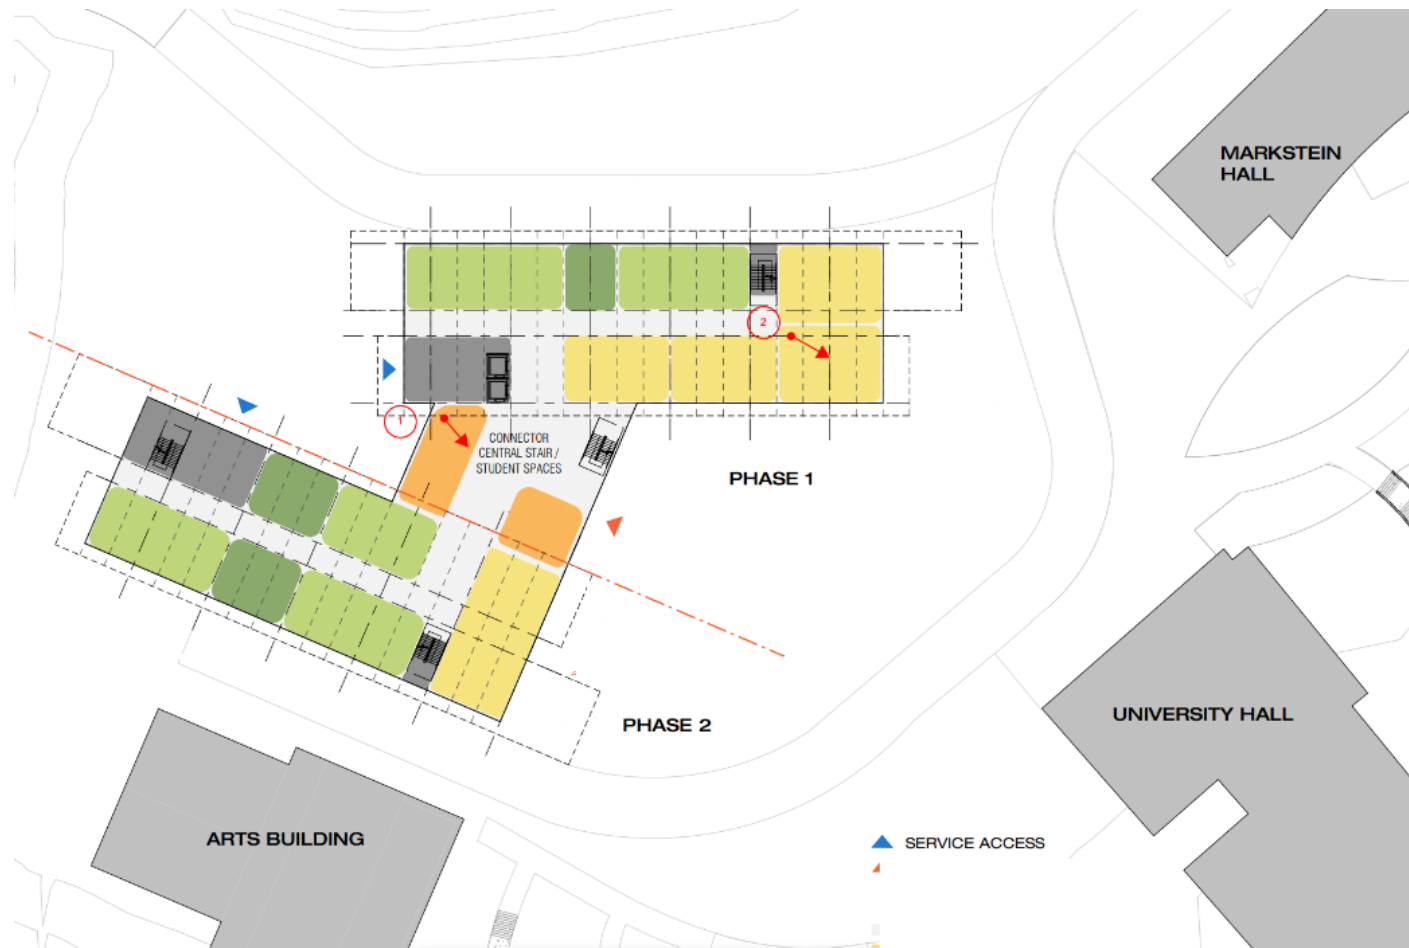 MARKSTEIN
HALL
2
1
CONNECTOR
CENTRAL STAIR /
STUDENT SPACES
PHASE 1
PHASE 2
UNIVERSITY HALL
ARTS BUILDING
SERVICE ACCESS